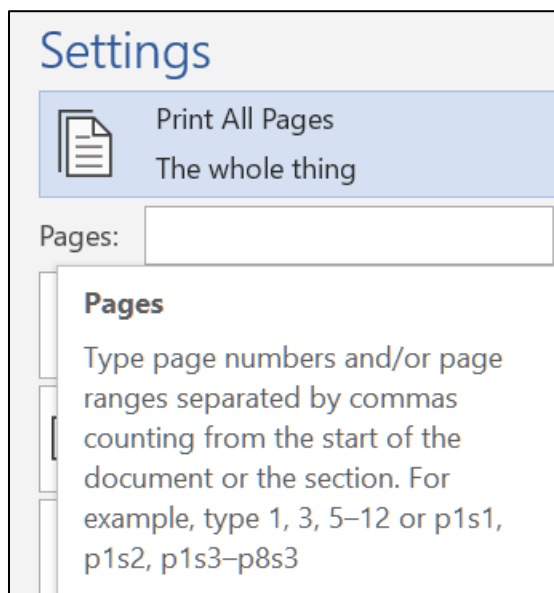 Settings
Print All Pages
The whole thing
Pages:
Pages
Type page numbers and/or page
ranges separated by commas
counting from the start of the
document or the section. For
example, type 1, 3, 5–12 or p1s1,
p1s2, p1s3–p8s3